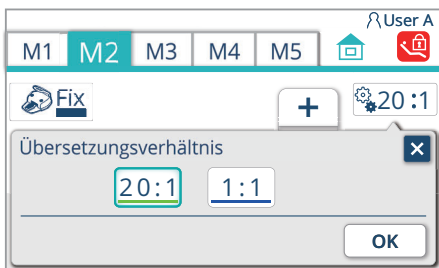 User A
M1 M2 M3 M4 M5
Fix + 20:1
Übersetzungsverhältnis
20:1 1:1
OK